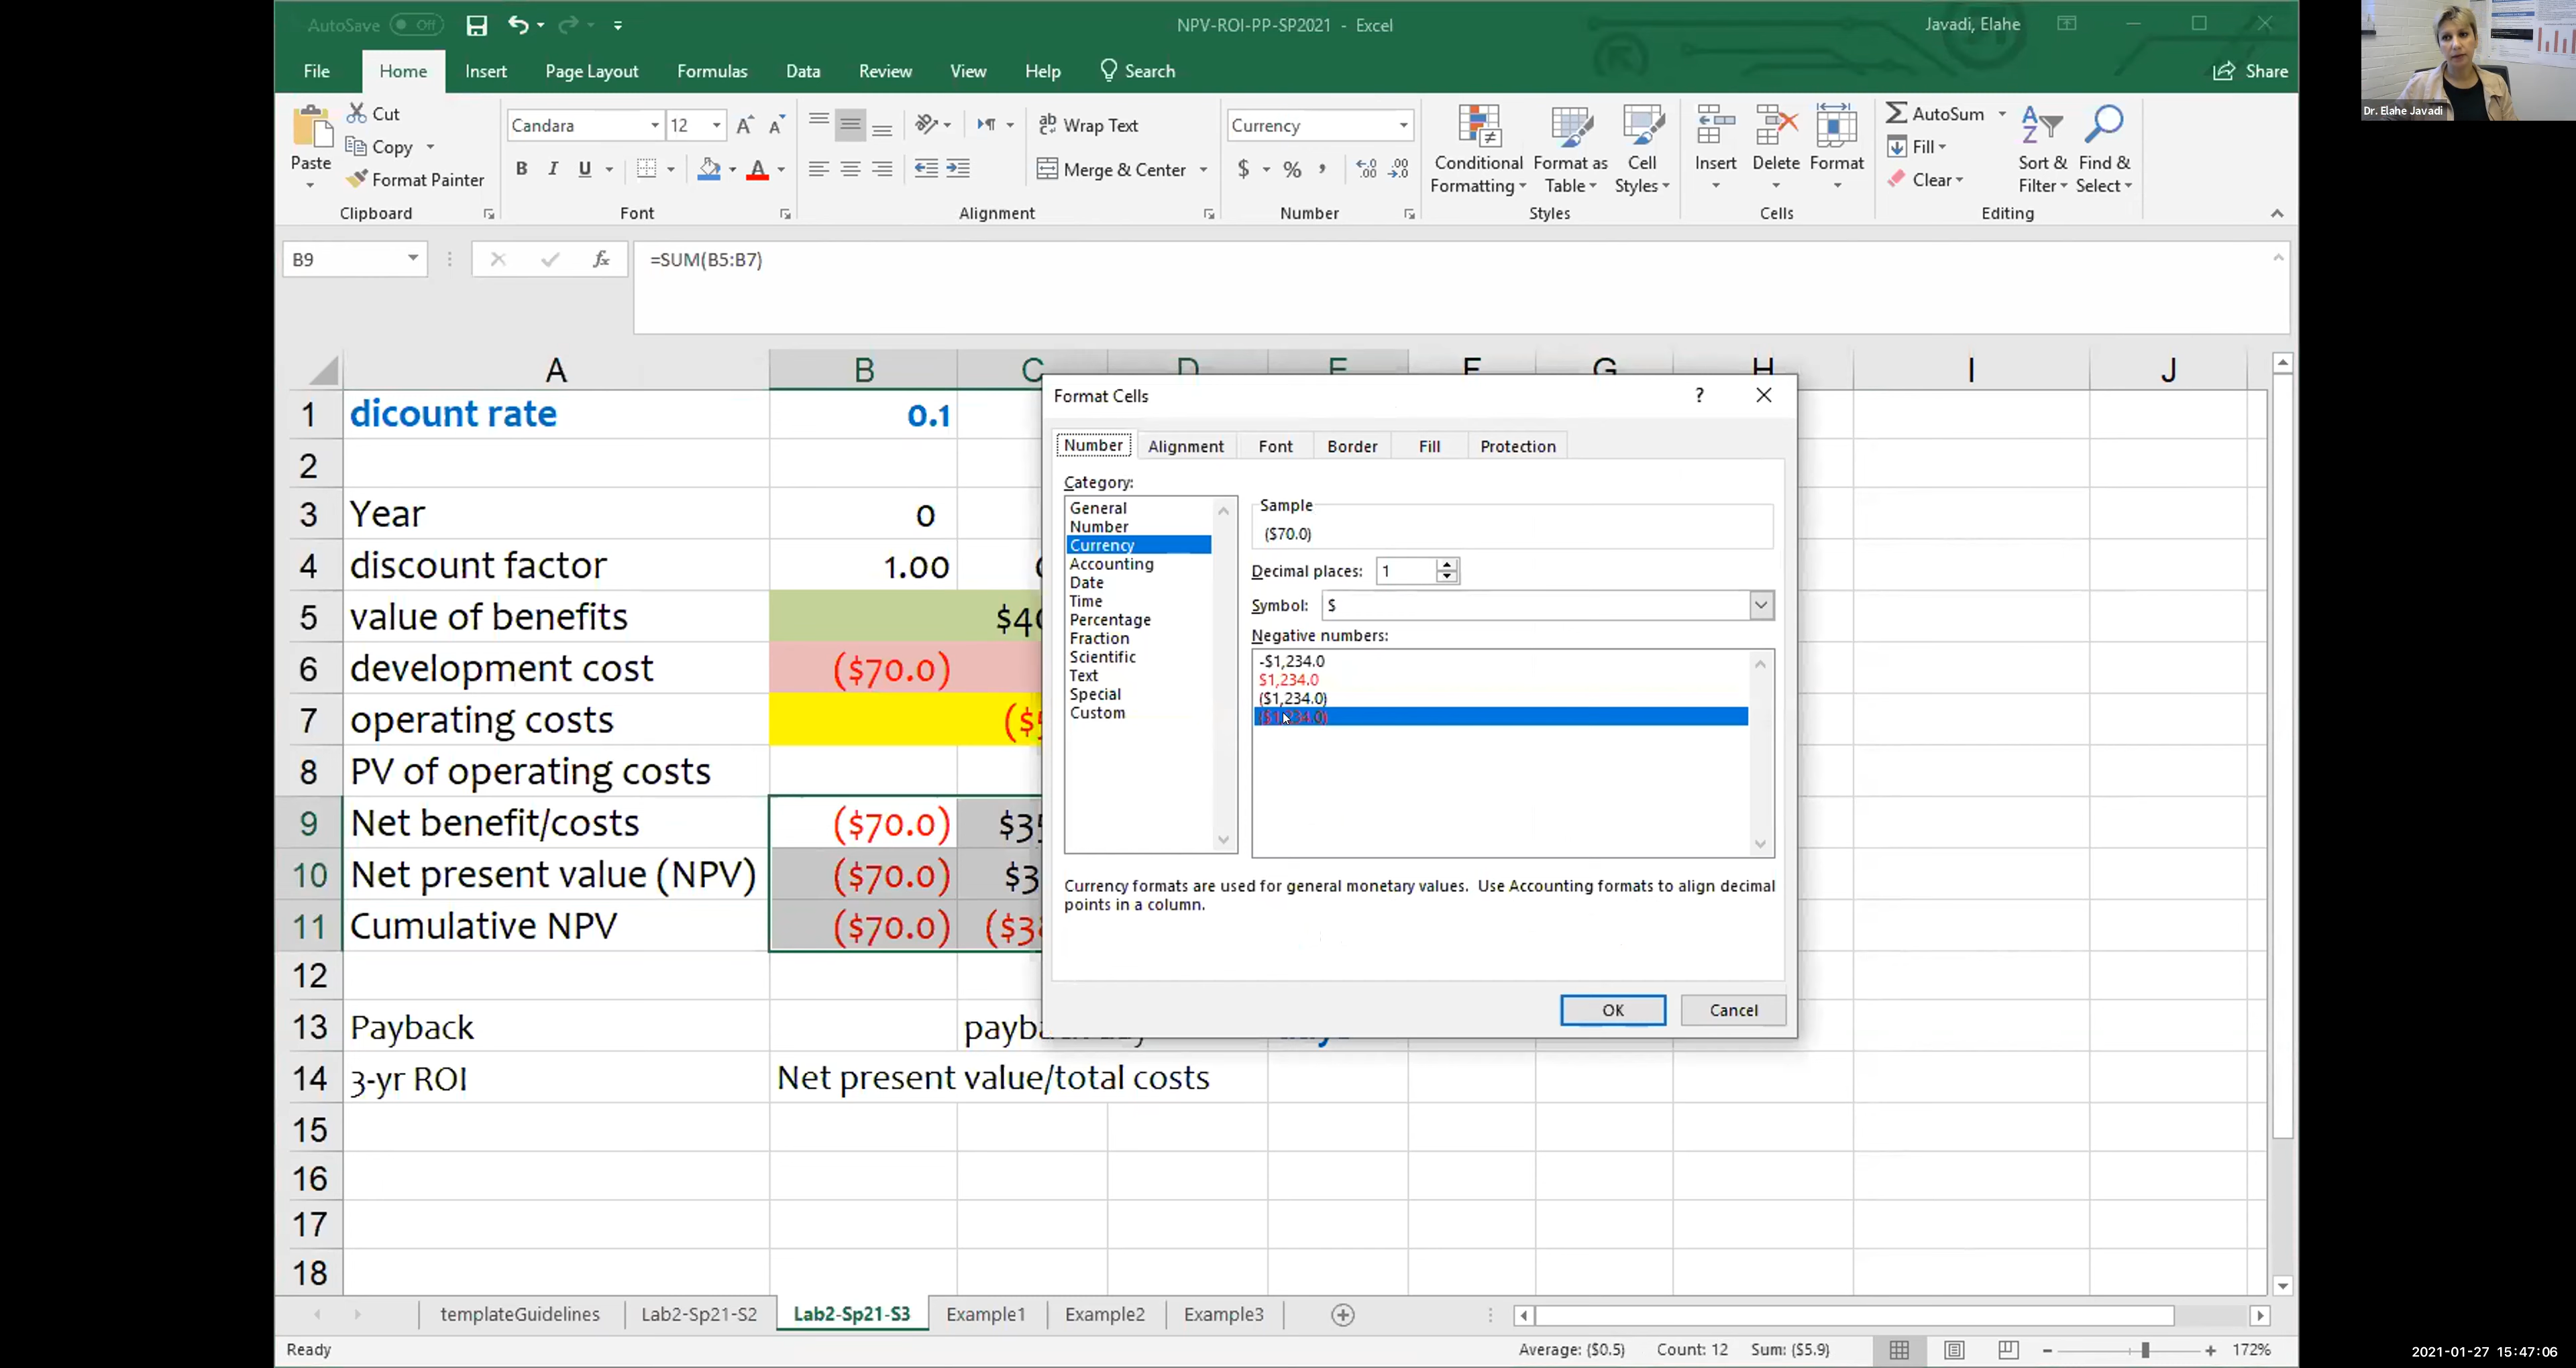 AutoSave Off
NPV-ROI-PP-SP2021 - Excel
Javadi, Elahe
File Home Insert Page Layout Formulas Data Review View Help Search Share
Paste
Cut
Copy
Format Painter
Clipboard
Candara 12
B I U
Font
Wrap Text
Merge & Center
Alignment
Currency
$ % ,
Number
Conditional Formatting
Format as Table
Cell Styles
Styles
Insert Delete Format
Cells
AutoSum
Fill
Clear
Sort & Filter
Find & Select
Editing
Dr. Elahe Javadi
B9 fx =SUM(B5:B7)
A B C D E F G H I J
1 dicount rate 0.1
2
3 Year 0
4 discount factor 1.00
5 value of benefits
6 development cost ($70.0)
7 operating costs
8 PV of operating costs
9 Net benefit/costs ($70.0)
10 Net present value (NPV) ($70.0)
11 Cumulative NPV ($70.0)
12
13 Payback
14 3-yr ROI Net present value/total costs
15
16
17
18
Format Cells ?
Number Alignment Font Border Fill Protection
Category:
General
Number
Currency
Accounting
Date
Time
Percentage
Fraction
Scientific
Text
Special
Custom
Sample
($70.0)
Decimal places: 1
Symbol: $
Negative numbers:
-$1,234.0
$1,234.0
($1,234.0)
($1,234.0)
Currency formats are used for general monetary values. Use Accounting formats to align decimal
points in a column.
OK Cancel
templateGuidelines Lab2-Sp21-S2 Lab2-Sp21-S3 Example1 Example2 Example3
Ready
Average: ($0.5) Count: 12 Sum: ($5.9)
172%
2021-01-27 15:47:06